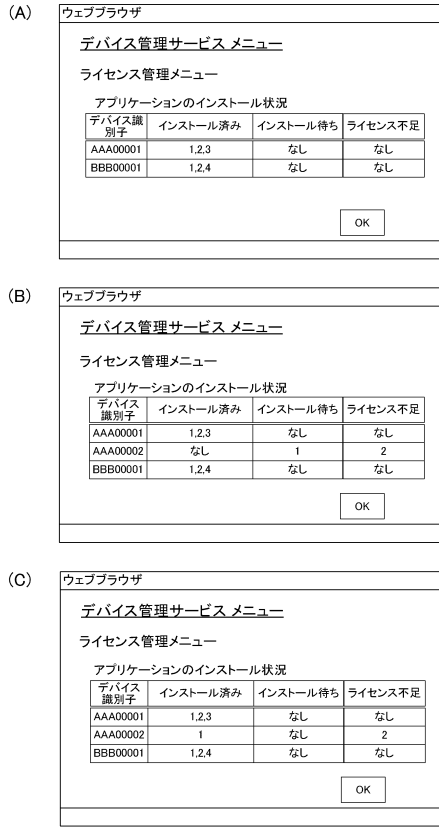 (A)
ウェブブラウザ
デバイス管理サービス メニュー
ライセンス管理メニュー
アプリケーションのインストール状況
デバイス識別子 インストール済み インストール待ち ライセンス不足
AAA00001 1,2,3 なし なし
BBB00001 1,2,4 なし なし
OK
(B)
ウェブブラウザ
デバイス管理サービス メニュー
ライセンス管理メニュー
アプリケーションのインストール状況
デバイス識別子 インストール済み インストール待ち ライセンス不足
AAA00001 1,2,3 なし なし
AAA00002 なし 1 2
BBB00001 1,2,4 なし なし
OK
(C)
ウェブブラウザ
デバイス管理サービス メニュー
ライセンス管理メニュー
アプリケーションのインストール状況
デバイス識別子 インストール済み インストール待ち ライセンス不足
AAA00001 1,2,3 なし なし
AAA00002 1 なし 2
BBB00001 1,2,4 なし なし
OK